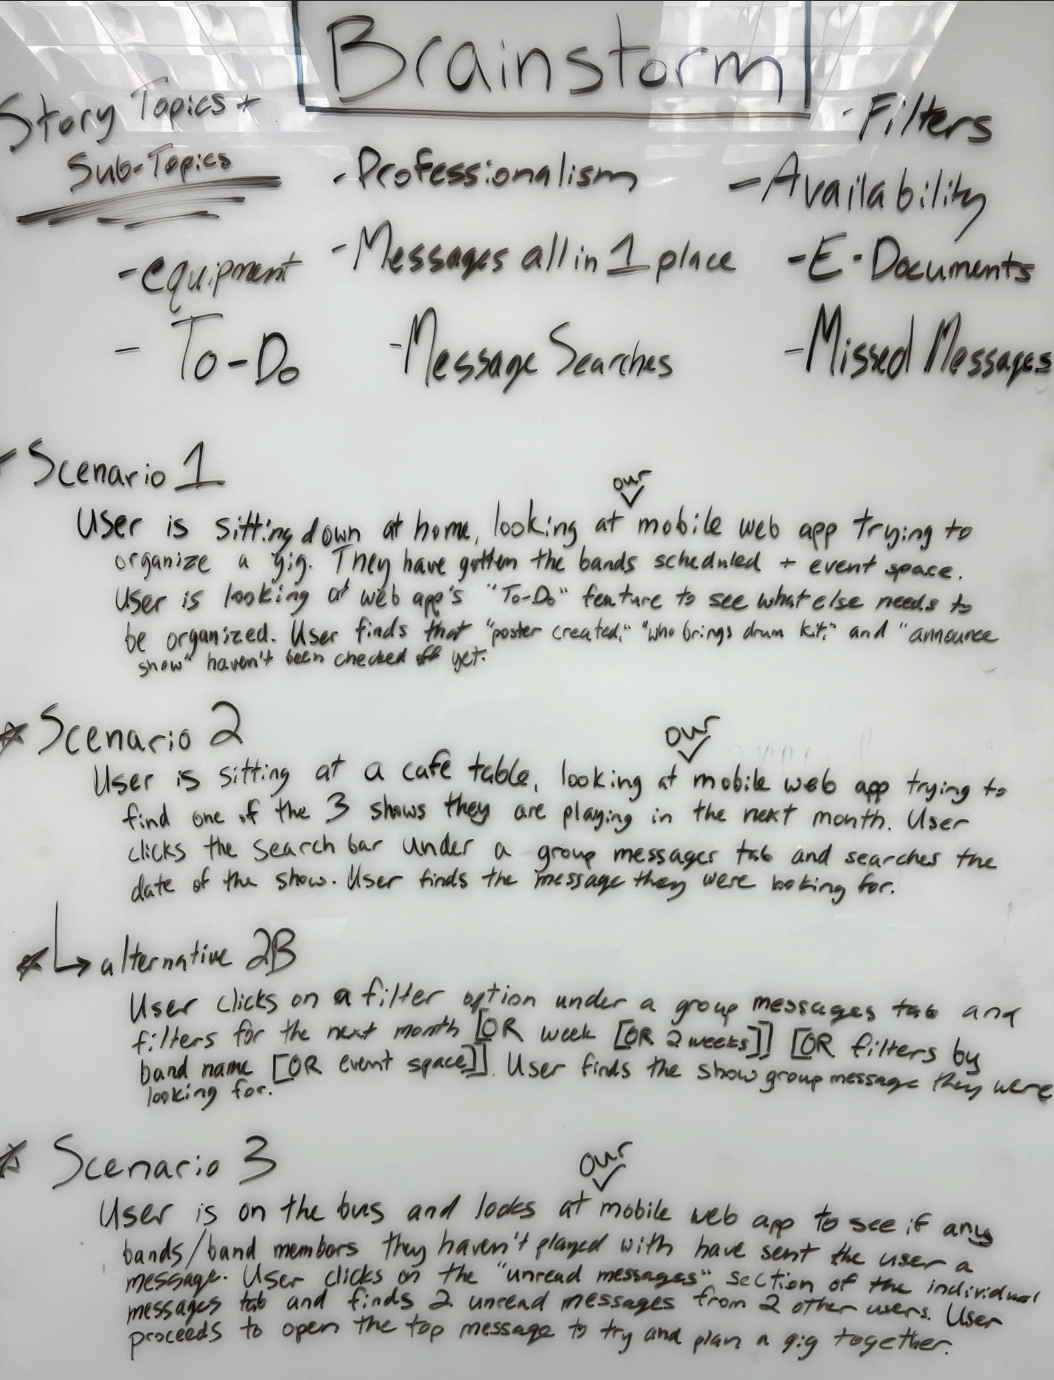 Brainstorm
Story Topics +
Sub-Topics
- equipment
- To-Do
- Professionalism
- Messages all in 1 place
- Message Searches
- Filters
- Availability
- E-Documents
- Missed Messages
Scenario 1
our
User is sitting down at home, looking at mobile web app trying to
organize a gig. They have gotten the bands scheduled + event space.
User is looking at web app's "To-Do" feature to see what else needs to
be organized. User finds that "poster created," "who brings drum kit," and "announce
show" haven't been checked off yet.
Scenario 2
our
User is sitting at a cafe table, looking at mobile web app trying to
find one of the 3 shows they are playing in the next month. User
clicks the search bar under a group messages tab and searches the
date of the show. User finds the message they were looking for.
alternative 2B
User clicks on a filter option under a group messages tab and
filters for the next month [OR week [OR 2 weeks]] [OR filters by
band name [OR event space]]. User finds the show group message they were
looking for.
Scenario 3
our
User is on the bus and looks at mobile web app to see if any
bands/band members they haven't played with have sent the user a
message. User clicks on the "unread messages" section of the individual
messages tab and finds 2 unread messages from 2 other users. User
proceeds to open the top message to try and plan a gig together.